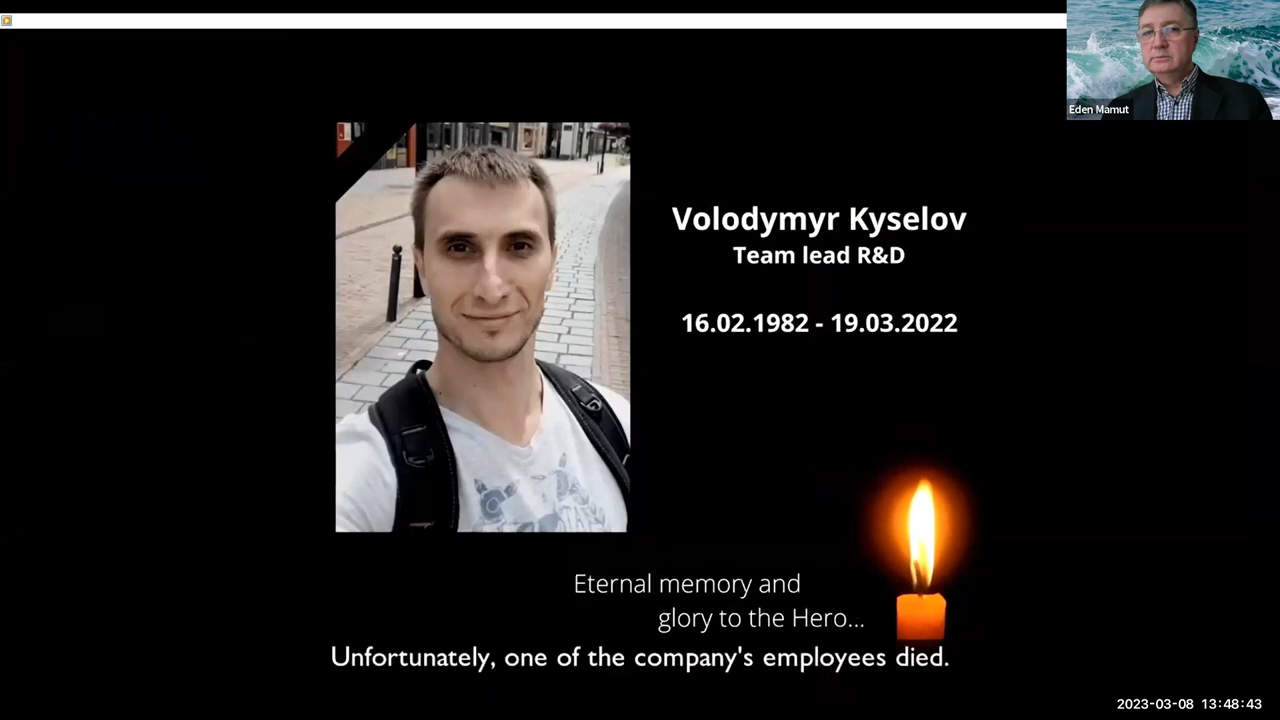 Eden Mamut
Volodymyr Kyselov
Team lead R&D
16.02.1982 - 19.03.2022
Eternal memory and
glory to the Hero...
Unfortunately, one of the company's employees died.
2023-03-08 13:48:43